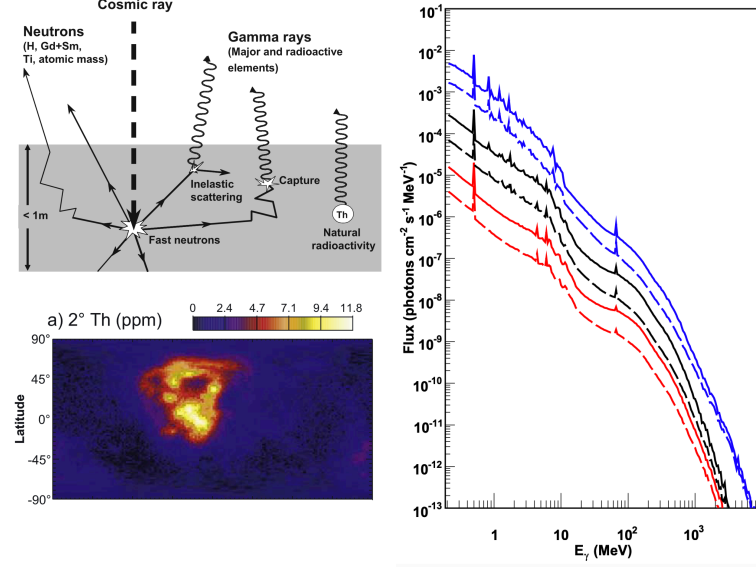 Cosmic ray
Neutrons
(H, Gd+Sm,
Ti, atomic mass)
Gamma rays
(Major and radioactive
elements)
Inelastic
scattering
Capture
< 1m
Fast neutrons
Th
Natural
radioactivity
a) 2° Th (ppm)
0 2.4 4.7 7.1 9.4 11.8
90°
45°
0°
-45°
-90°
Latitude
10⁻¹
10⁻²
10⁻³
10⁻⁴
10⁻⁵
10⁻⁶
10⁻⁷
10⁻⁸
10⁻⁹
10⁻¹⁰
10⁻¹¹
10⁻¹²
10⁻¹³
Flux (photons cm⁻² s⁻¹ MeV⁻¹)
1 10 10² 10³
Eγ (MeV)